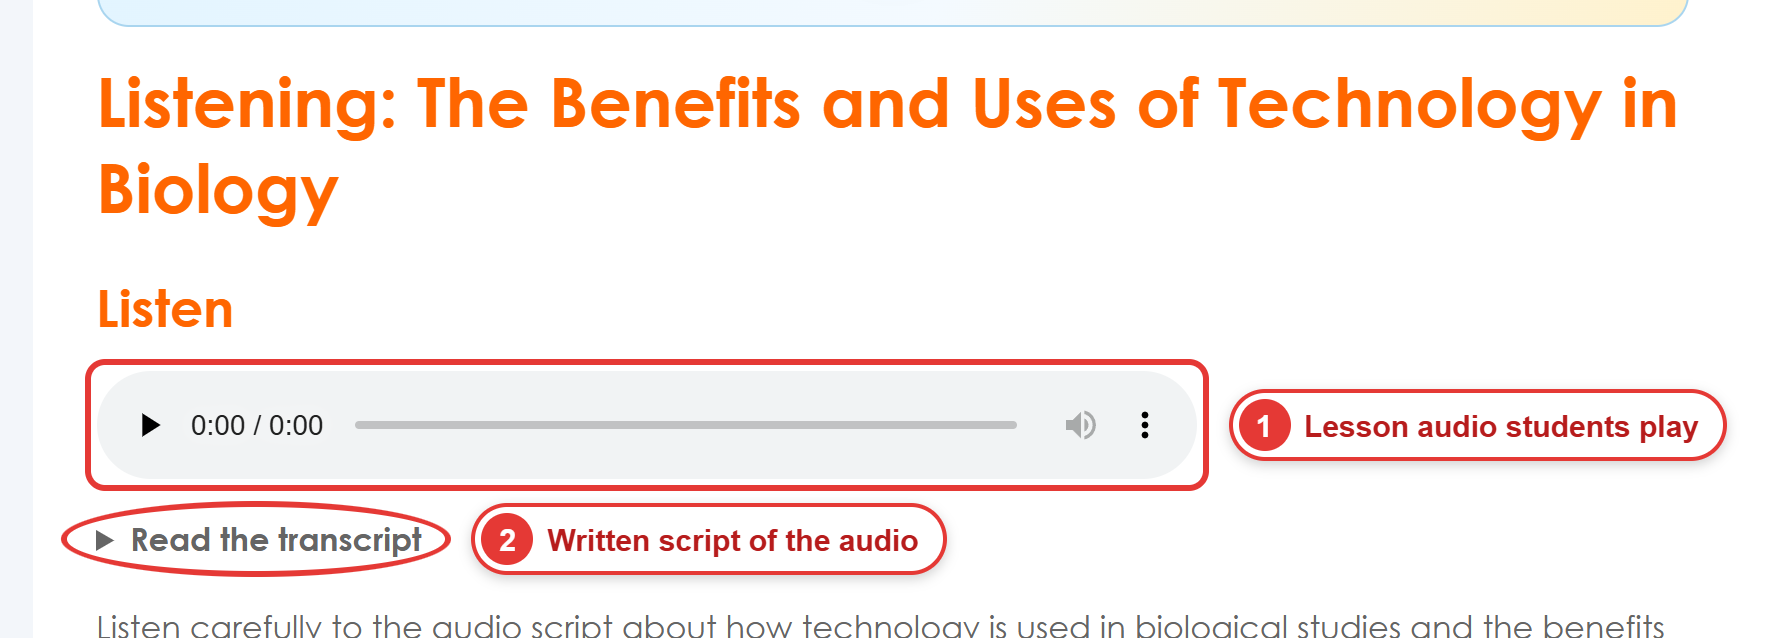 Listening: The Benefits and Uses of Technology in
Biology
Listen
0:00 / 0:00
1 Lesson audio students play
Read the transcript
2 Written script of the audio
Listen carefully to the audio script about how technology is used in biological studies and the benefits